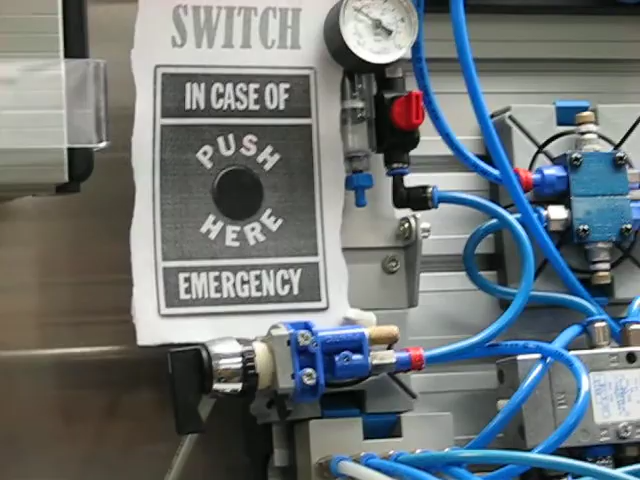 SWITCH
IN CASE OF
PUSH
HERE
EMERGENCY